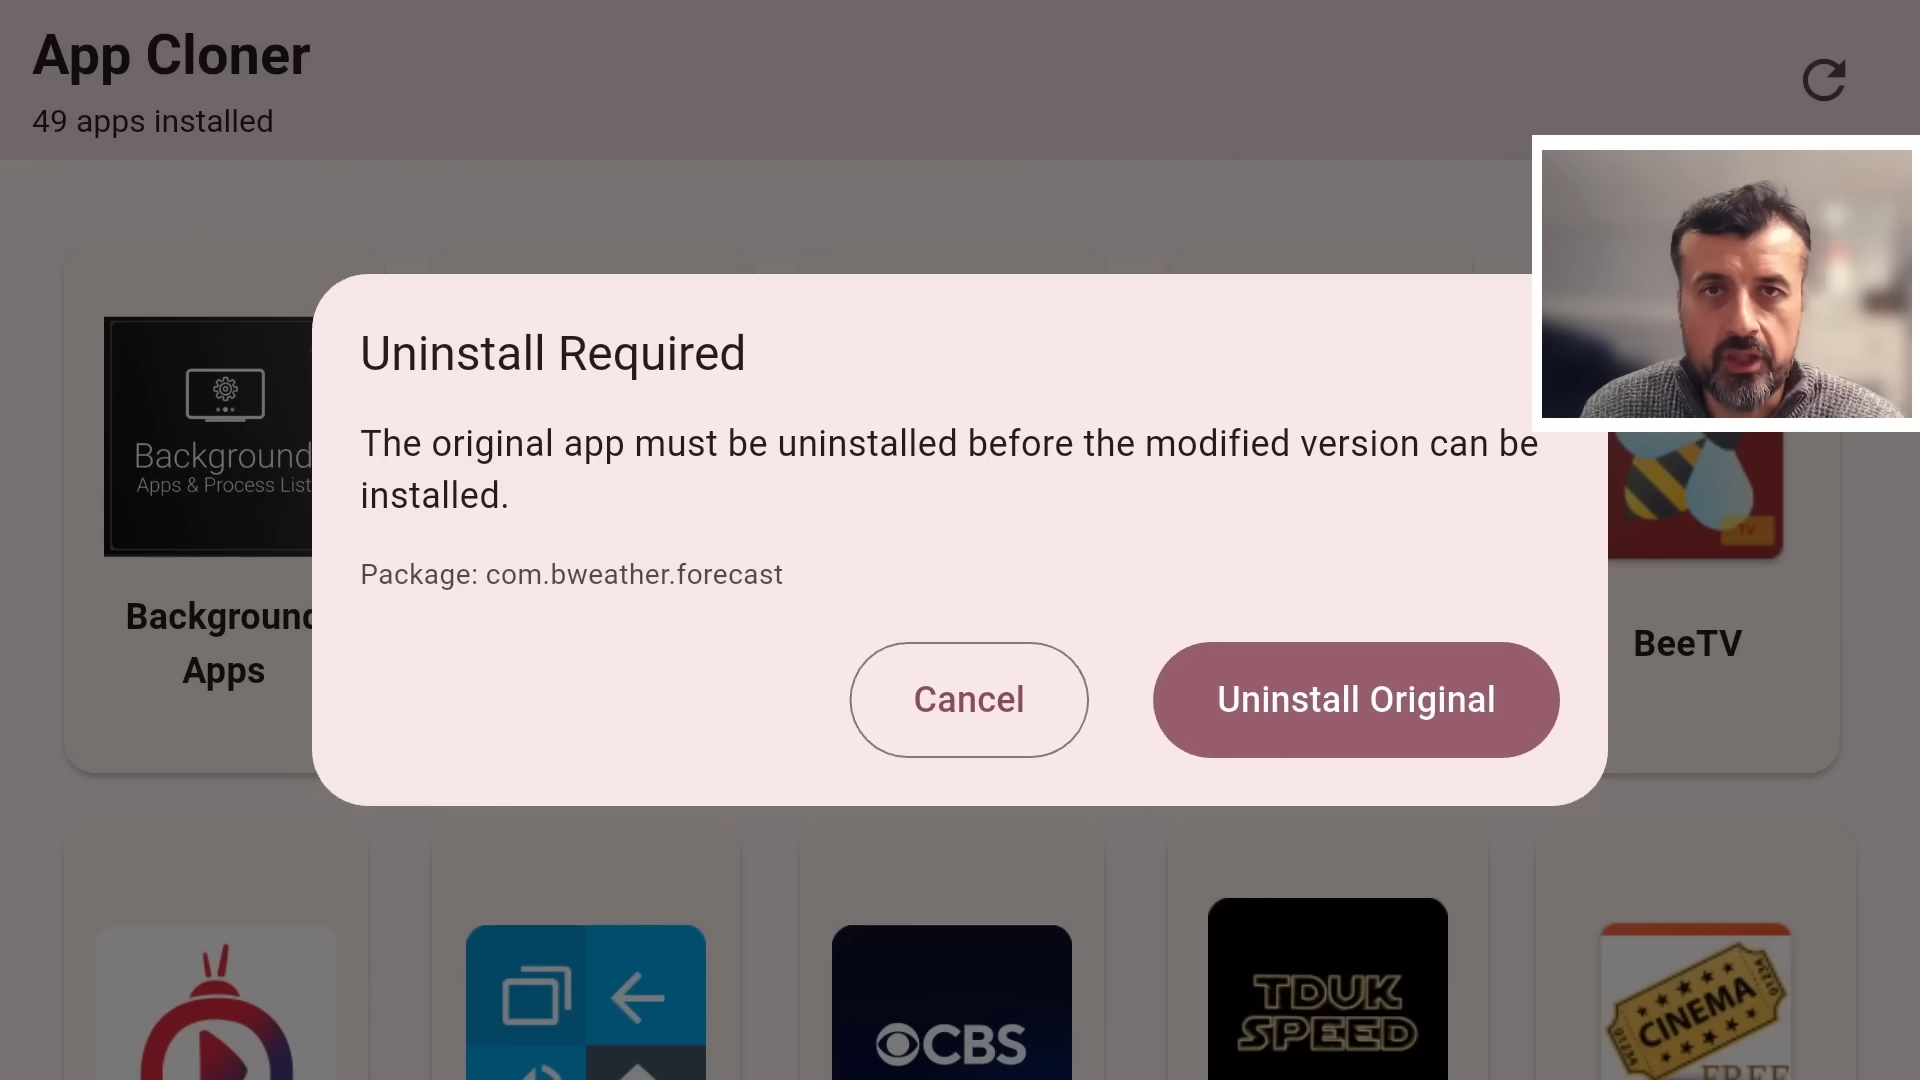 App Cloner
49 apps installed
Uninstall Required
The original app must be uninstalled before the modified version can be
installed.
Package: com.bweather.forecast
Cancel
Uninstall Original
Background
Apps & Process List
Background
Apps
TV
BeeTV
CBS
TDUK
SPEED
CINEMA
FREE